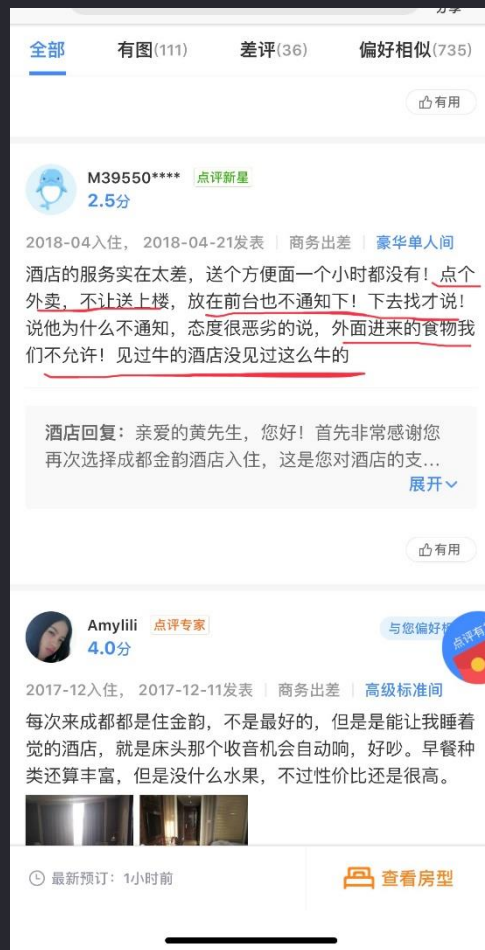 分享
全部 有图(111) 差评(36) 偏好相似(735)
有用
M39550**** 点评新星
2.5分
2018-04入住, 2018-04-21发表 商务出差 豪华单人间
酒店的服务实在太差，送个方便面一个小时都没有！点个
外卖，不让送上楼，放在前台也不通知下！下去找才说！
说他为什么不通知，态度很恶劣的说，外面进来的食物我
们不允许！见过牛的酒店没见过这么牛的
酒店回复：亲爱的黄先生，您好！首先非常感谢您
再次选择成都金韵酒店入住，这是您对酒店的支...
展开
有用
Amylili 点评专家
与您偏好相
4.0分
点评有
2017-12入住, 2017-12-11发表 商务出差 高级标准间
每次来成都都是住金韵，不是最好的，但是是能让我睡着
觉的酒店，就是床头那个收音机会自动响，好吵。早餐种
类还算丰富，但是没什么水果，不过性价比还是很高。
最新预订：1小时前 查看房型